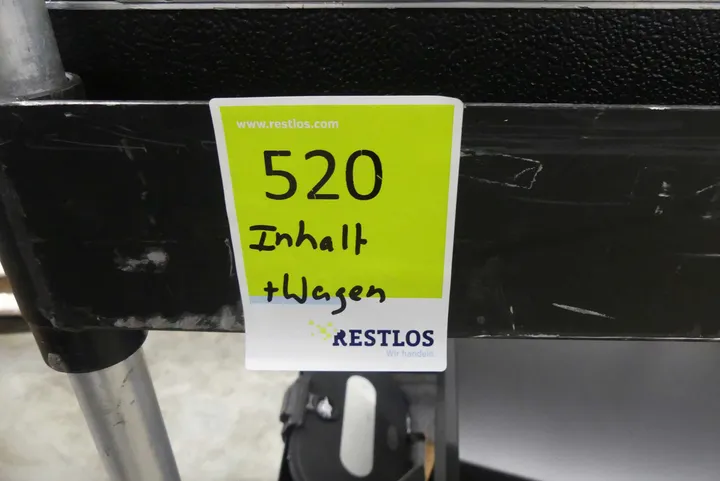 www.restlos.com
520
Inhalt
+Wagen
RESTLOS
Wir handeln